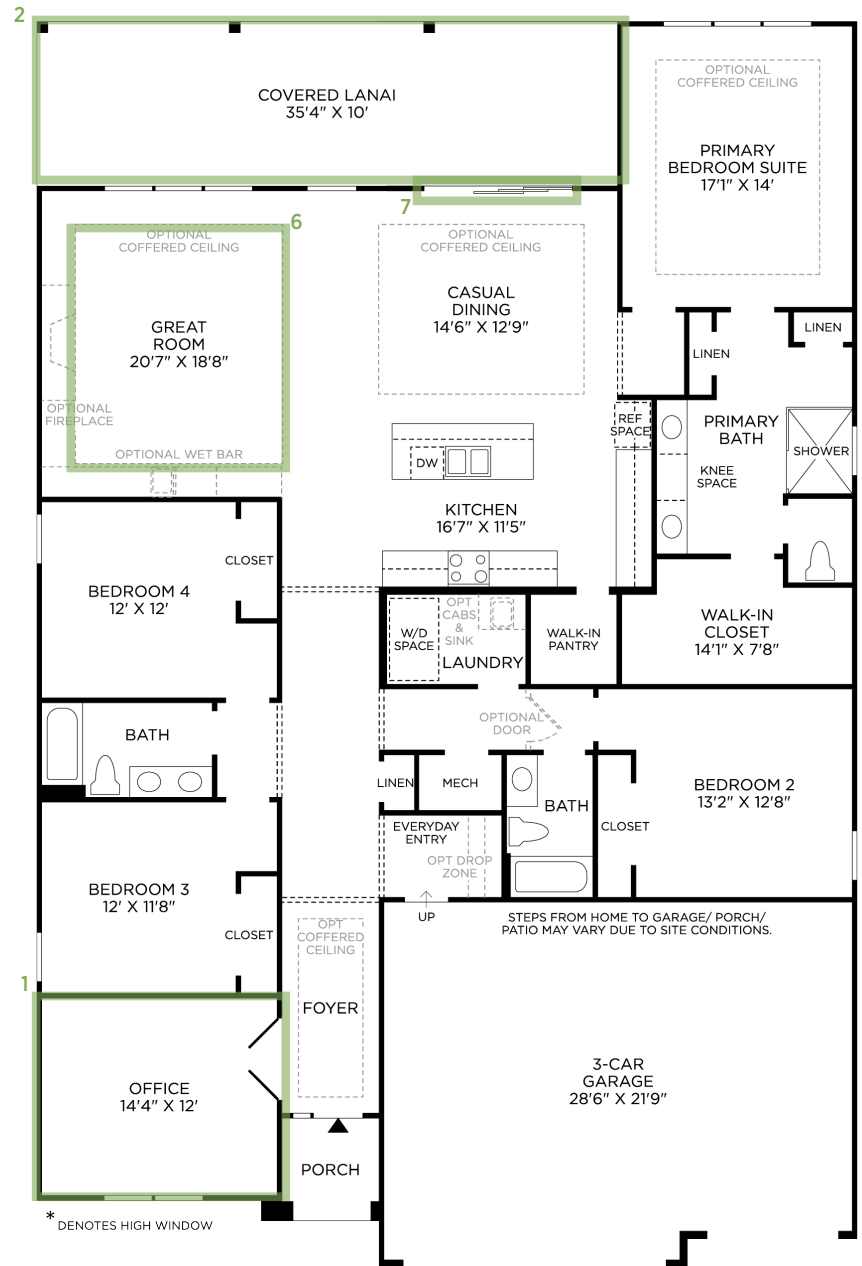 2
COVERED LANAI
35'4" X 10'
OPTIONAL
COFFERED CEILING
PRIMARY
BEDROOM SUITE
17'1" X 14'
7
6
OPTIONAL
COFFERED CEILING
GREAT
ROOM
20'7" X 18'8"
OPTIONAL
FIREPLACE
OPTIONAL WET BAR
OPTIONAL
COFFERED CEILING
CASUAL
DINING
14'6" X 12'9"
LINEN
LINEN
REF
SPACE
PRIMARY
BATH
KNEE
SPACE
SHOWER
DW
KITCHEN
16'7" X 11'5"
CLOSET
BEDROOM 4
12' X 12'
W/D
SPACE
OPT
CABS
&
SINK
LAUNDRY
WALK-IN
PANTRY
WALK-IN
CLOSET
14'1" X 7'8"
OPTIONAL
DOOR
BATH
LINEN
MECH
BATH
CLOSET
BEDROOM 2
13'2" X 12'8"
EVERYDAY
ENTRY
OPT DROP
ZONE
BEDROOM 3
12' X 11'8"
CLOSET
UP
STEPS FROM HOME TO GARAGE/ PORCH/
PATIO MAY VARY DUE TO SITE CONDITIONS.
OPT
COFFERED
CEILING
FOYER
1
OFFICE
14'4" X 12'
3-CAR
GARAGE
28'6" X 21'9"
PORCH
* DENOTES HIGH WINDOW